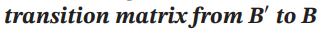 transition matrix from B′ to B